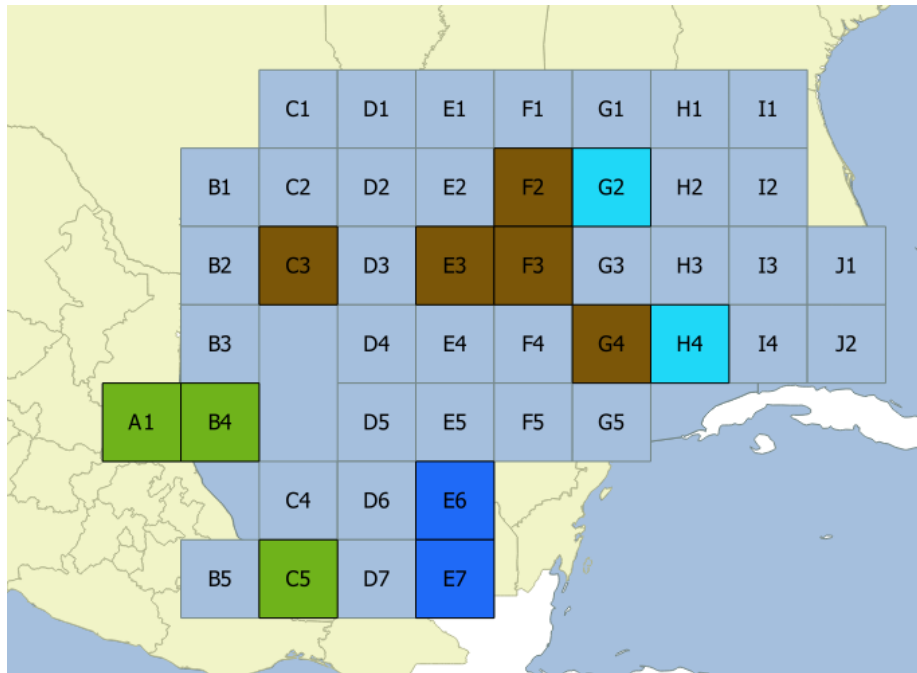 C1 D1 E1 F1 G1 H1 I1
B1 C2 D2 E2 F2 G2 H2 I2
B2 C3 D3 E3 F3 G3 H3 I3 J1
B3 D4 E4 F4 G4 H4 I4 J2
A1 B4 D5 E5 F5 G5
C4 D6 E6
B5 C5 D7 E7